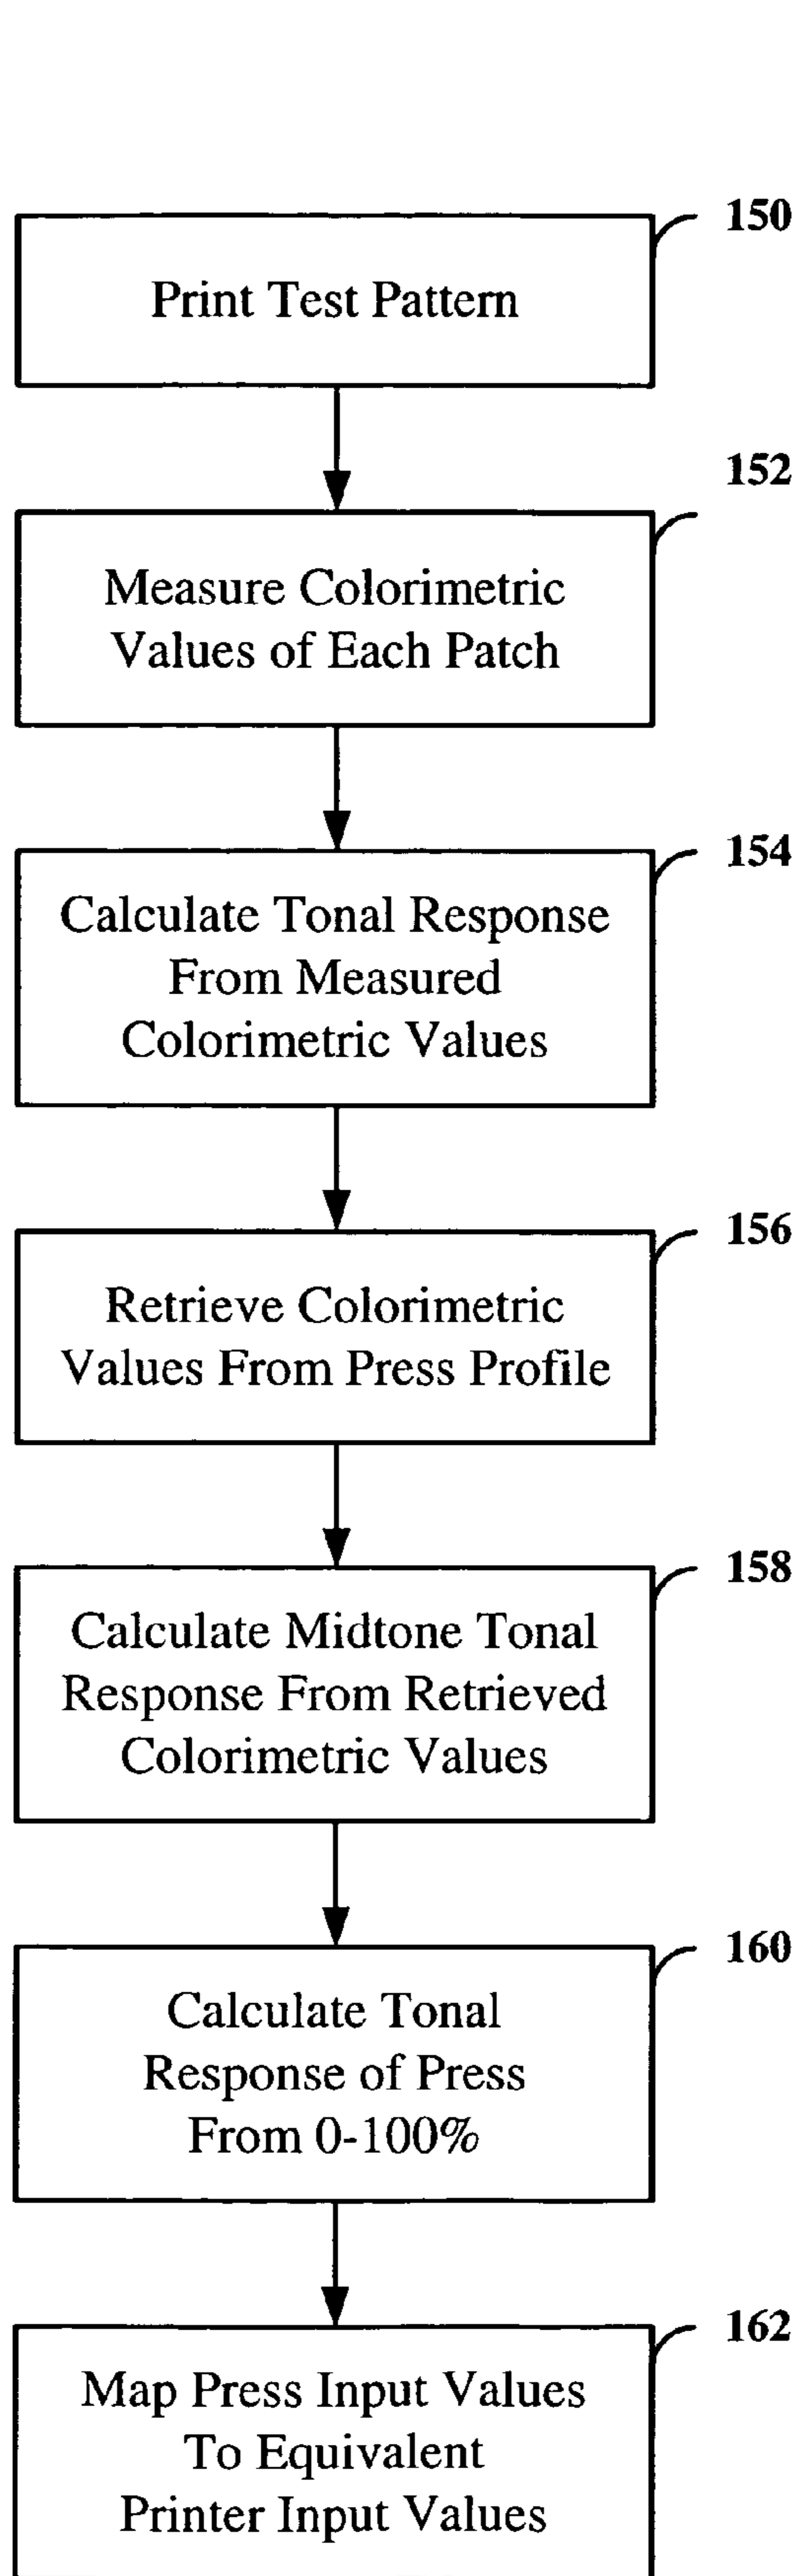 150
Print Test Pattern
152
Measure Colorimetric
Values of Each Patch
154
Calculate Tonal Response
From Measured
Colorimetric Values
156
Retrieve Colorimetric
Values From Press Profile
158
Calculate Midtone Tonal
Response From Retrieved
Colorimetric Values
160
Calculate Tonal
Response of Press
From 0-100%
162
Map Press Input Values
To Equivalent
Printer Input Values